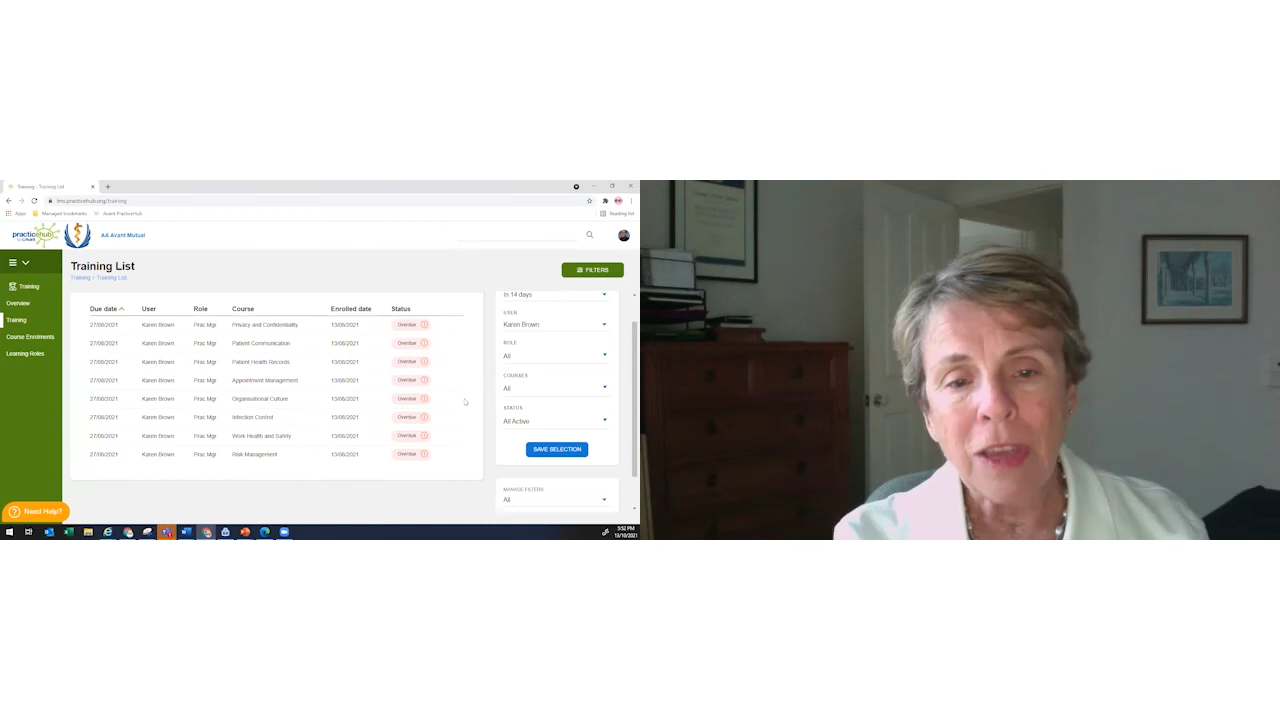 Training - Training List
lms.practicehub.org/training
Apps Managed bookmarks Avant PracticeHub Reading list
practicehub
by Avant
AA Avant Mutual
Training List
Training > Training List
FILTERS
Training
Overview
Training
Course Enrolments
Learning Roles
Due date User Role Course Enrolled date Status
27/08/2021 Karen Brown Prac Mgr Privacy and Confidentiality 13/08/2021 Overdue
27/08/2021 Karen Brown Prac Mgr Patient Communication 13/08/2021 Overdue
27/08/2021 Karen Brown Prac Mgr Patient Health Records 13/08/2021 Overdue
27/08/2021 Karen Brown Prac Mgr Appointment Management 13/08/2021 Overdue
27/08/2021 Karen Brown Prac Mgr Organisational Culture 13/08/2021 Overdue
27/08/2021 Karen Brown Prac Mgr Infection Control 13/08/2021 Overdue
27/08/2021 Karen Brown Prac Mgr Work Health and Safety 13/08/2021 Overdue
27/08/2021 Karen Brown Prac Mgr Risk Management 13/08/2021 Overdue
In 14 days
USER
Karen Brown
ROLE
All
COURSES
All
STATUS
All Active
SAVE SELECTION
MANAGE FILTERS
All
Need Help?
5:52 PM
13/10/2021